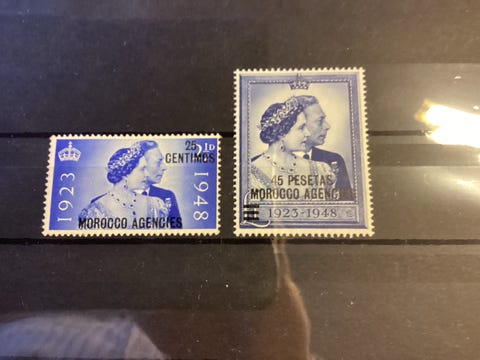 25
CENTIMOS
1923
1948
MOROCCO AGENCIES
45 PESETAS
MOROCCO AGENCIES
1923-1948